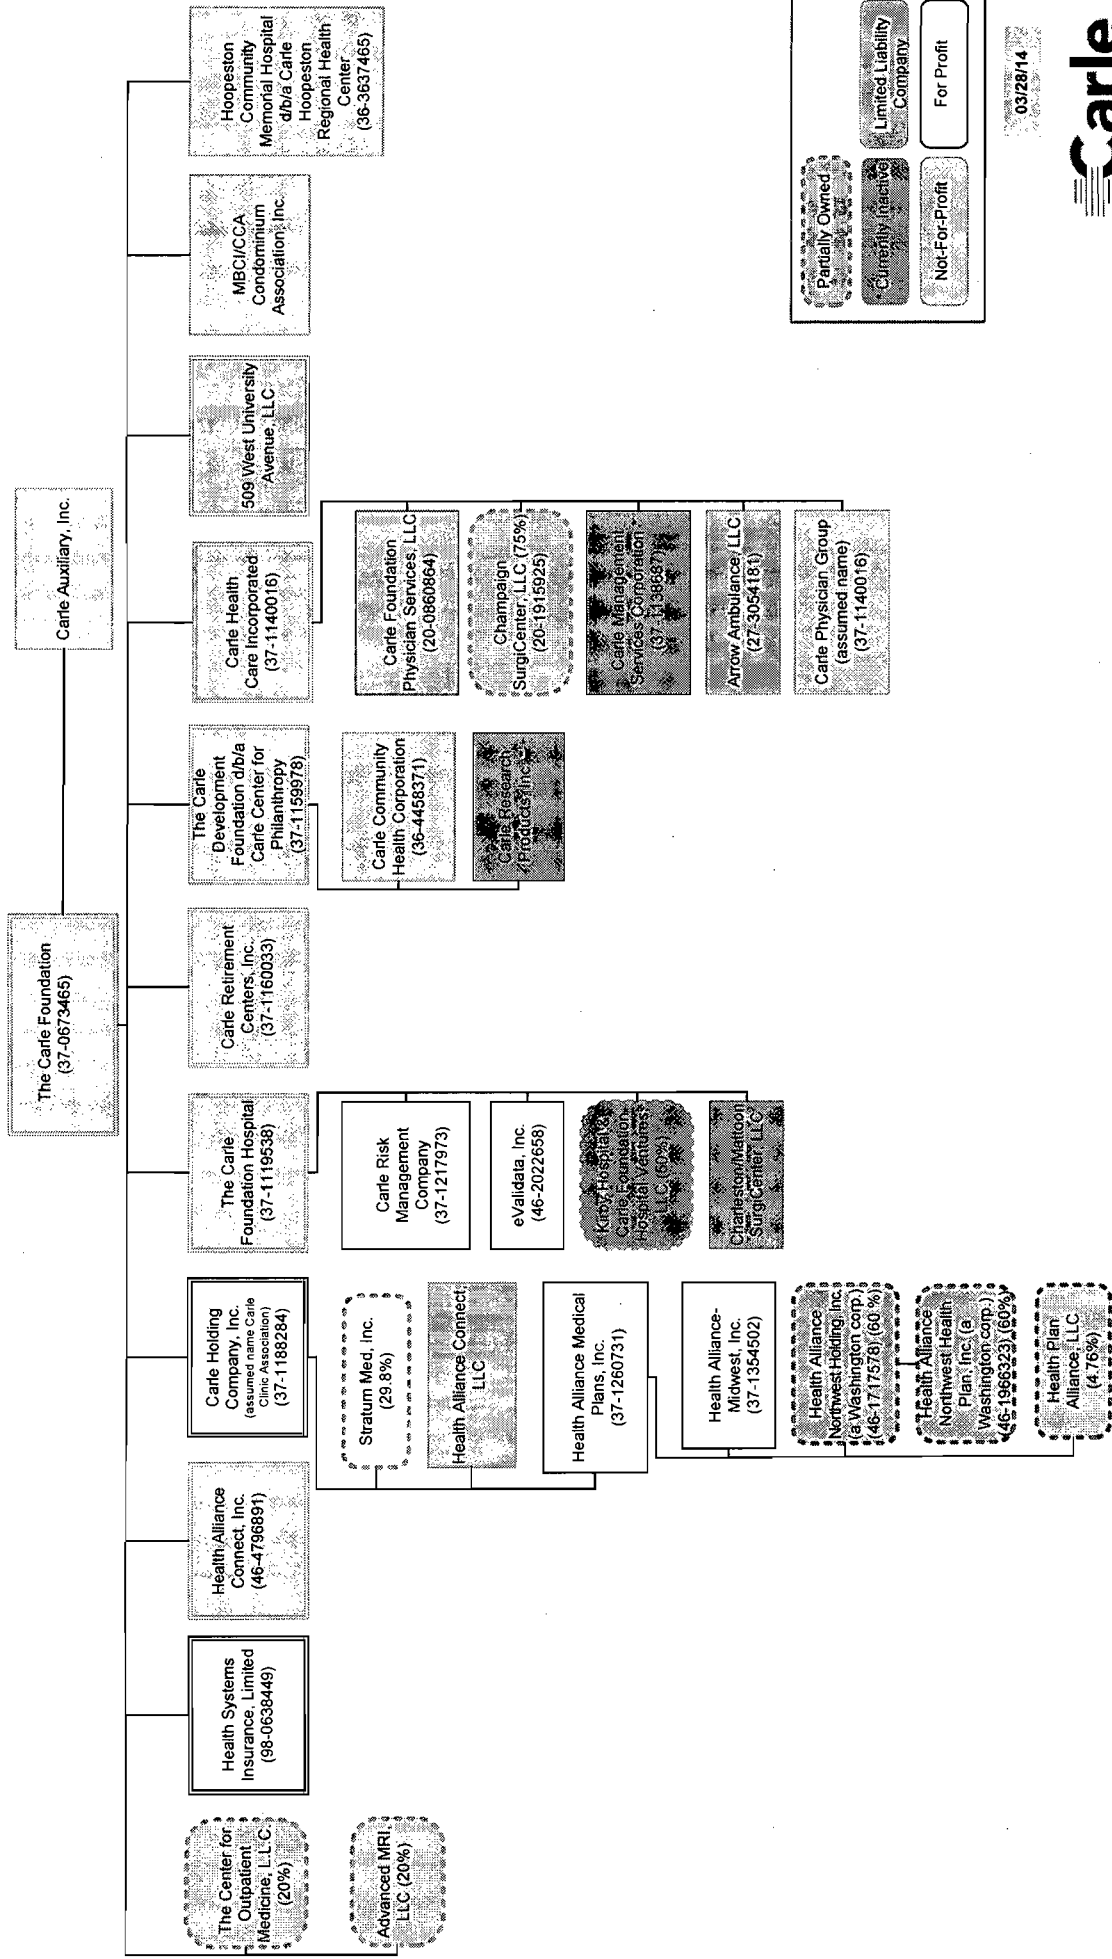 The Carle Foundation
(37-0673465)
Carle Auxiliary, Inc.
The Center for
Outpatient
Medicine, L.L.C.
(20%)
Advanced MRI,
LLC (20%)
Health Systems
Insurance, Limited
(98-0638449)
Health Alliance
Connect, Inc.
(46-4796891)
Carle Holding
Company, Inc.
(assumed name Carle
Clinic Association)
(37-1188284)
Stratum Med, Inc.
(29.8%)
Health Alliance Connect,
LLC
Health Alliance Medical
Plans, Inc.
(37-1260731)
Health Alliance-
Midwest, Inc.
(37-1354502)
Health Alliance
Northwest Holding, Inc.
(a Washington corp.)
(46-1717578) (60 %)
Health Alliance
Northwest Health
Plan, Inc. (a
Washington corp.)
(46-1966323) (60%)
Health Plan
Alliance, LLC
(4.76%)
The Carle
Foundation Hospital
(37-1119538)
Carle Risk
Management
Company
(37-1217973)
eValidata, Inc.
(46-2022658)
Kirby Hospital &
Carle Foundation
Hospital Ventures
LLC, (50%)
Charleston/Mattoon
SurgiCenter LLC
Carle Retirement
Centers, Inc.
(37-1160033)
The Carle
Development
Foundation d/b/a
Carle Center for
Philanthropy
(37-1159978)
Carle Community
Health Corporation
(36-4458371)
Carle Research
Products, Inc.
Carle Health
Care Incorporated
(37-1140016)
Carle Foundation
Physician Services, LLC
(20-0860864)
Champaign
SurgiCenter, LLC (75%)
(20-1915925)
Carle Management
Services Corporation
(37-1138687)
Arrow Ambulance, LLC
(27-3054181)
Carle Physician Group
(assumed name)
(37-1140016)
509 West University
Avenue, LLC
MBCI/CCA
Condominium
Association, Inc.
Hoopeston
Community
Memorial Hospital
d/b/a Carle
Hoopeston
Regional Health
Center
(36-3637465)
Partially Owned
Currently Inactive
Limited Liability
Company
Not-For-Profit
For Profit
03/28/14
Carle